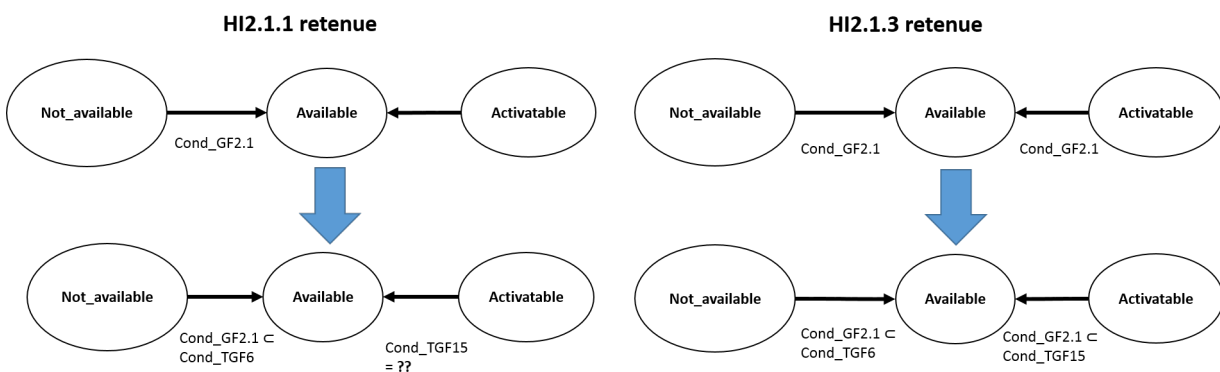 HI2.1.1 retenue
HI2.1.3 retenue
Not_available
Available
Activatable
Cond_GF2.1
Not_available
Available
Activatable
Cond_GF2.1
Cond_GF2.1
Not_available
Available
Activatable
Cond_GF2.1 ⊂
Cond_TGF6
Cond_TGF15
= ??
Not_available
Available
Activatable
Cond_GF2.1 ⊂
Cond_TGF6
Cond_GF2.1 ⊂
Cond_TGF15